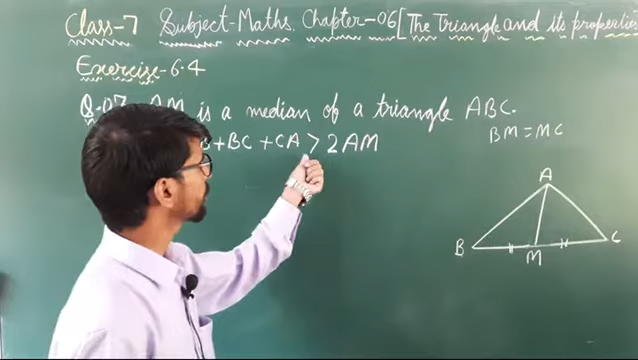 Class-7 Subject-Maths, Chapter-06 [The Triangle and its properties
Exercise-6.4
Q.07 AM is a median of a triangle ABC.
B+BC+CA>2AM
BM=MC
A
B
M
C